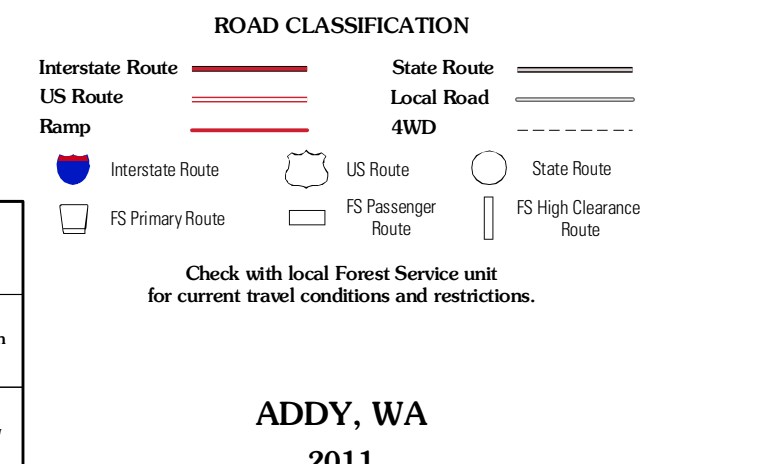 ROAD CLASSIFICATION
Interstate Route
State Route
US Route
Local Road
Ramp
4WD
Interstate Route
US Route
State Route
FS Primary Route
FS Passenger
Route
FS High Clearance
Route
Check with local Forest Service unit
for current travel conditions and restrictions.
ADDY, WA
2011